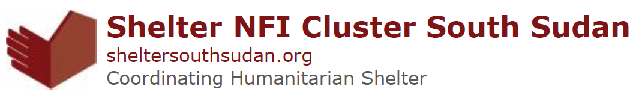 Shelter NFI Cluster South Sudan
sheltersouthsudan.org
Coordinating Humanitarian Shelter